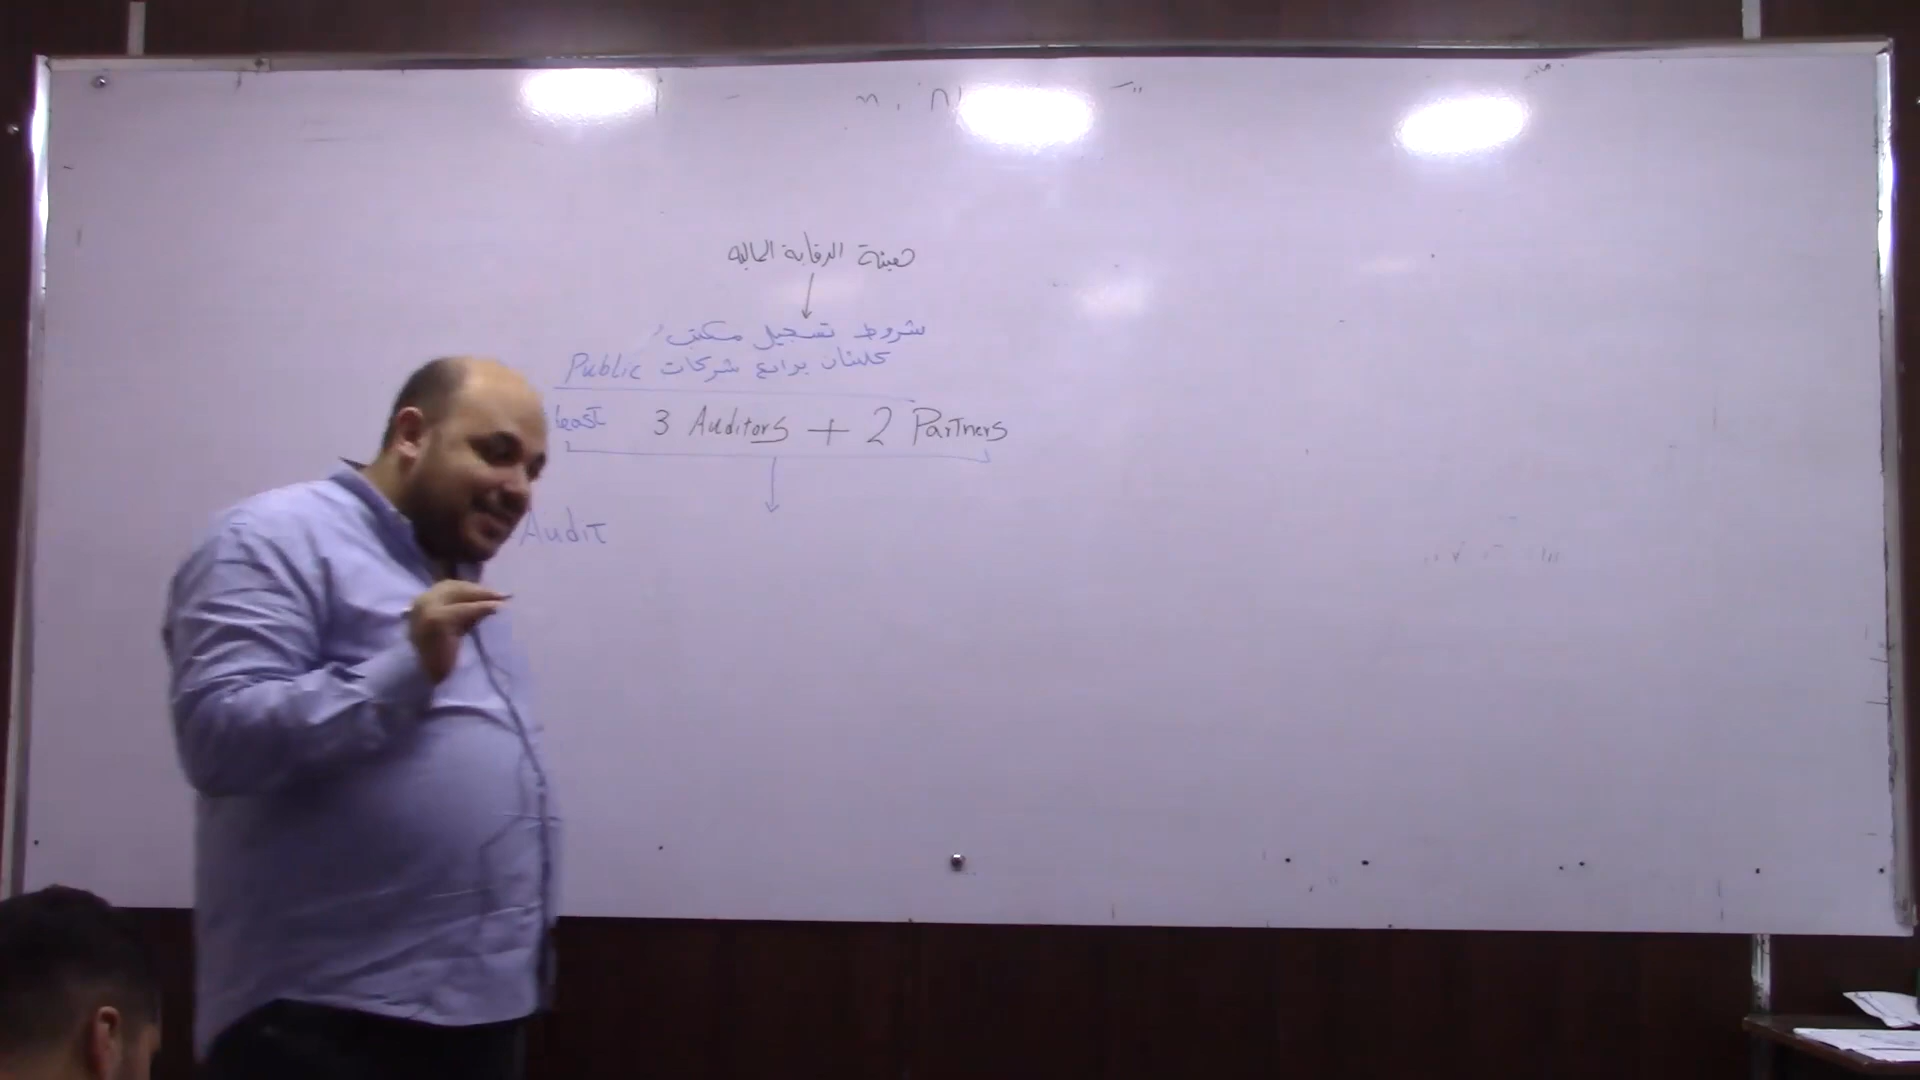 هيئة الرقابة المالية
شروط تسجيل مكتب
علشان يراجع شركات Public
least 3 Auditors + 2 Partners
Audit